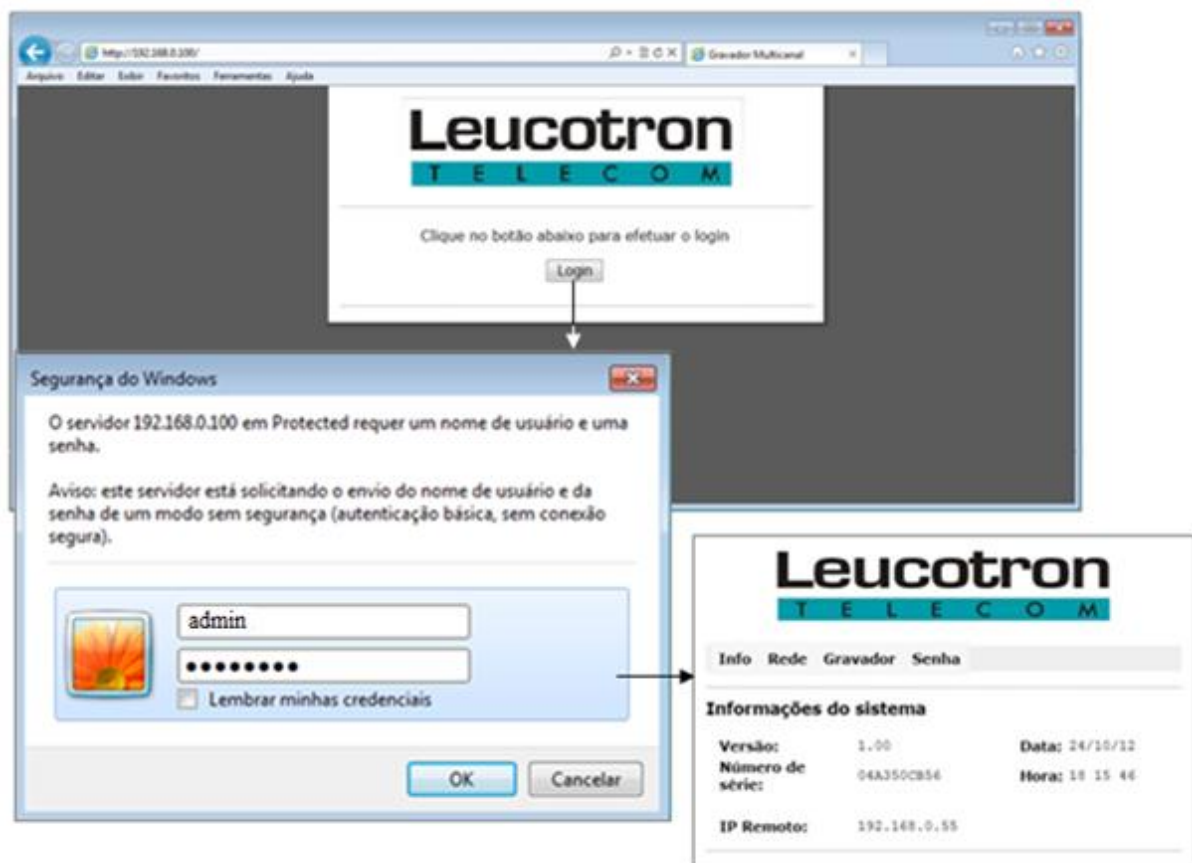 http://192.168.0.100/
Gravador Multicanal
Arquivo Editar Exibir Favoritos Ferramentas Ajuda
Leucotron
TELECOM
Clique no botão abaixo para efetuar o login
Login
Segurança do Windows
O servidor 192.168.0.100 em Protected requer um nome de usuário e uma
senha.
Aviso: este servidor está solicitando o envio do nome de usuário e da
senha de um modo sem segurança (autenticação básica, sem conexão
segura).
admin
Lembrar minhas credenciais
OK Cancelar
Leucotron
TELECOM
Info Rede Gravador Senha
Informações do sistema
Versão: 1.00 Data: 24/10/12
Número de
série: 04A350CB56 Hora: 18 15 46
IP Remoto: 192.168.0.55